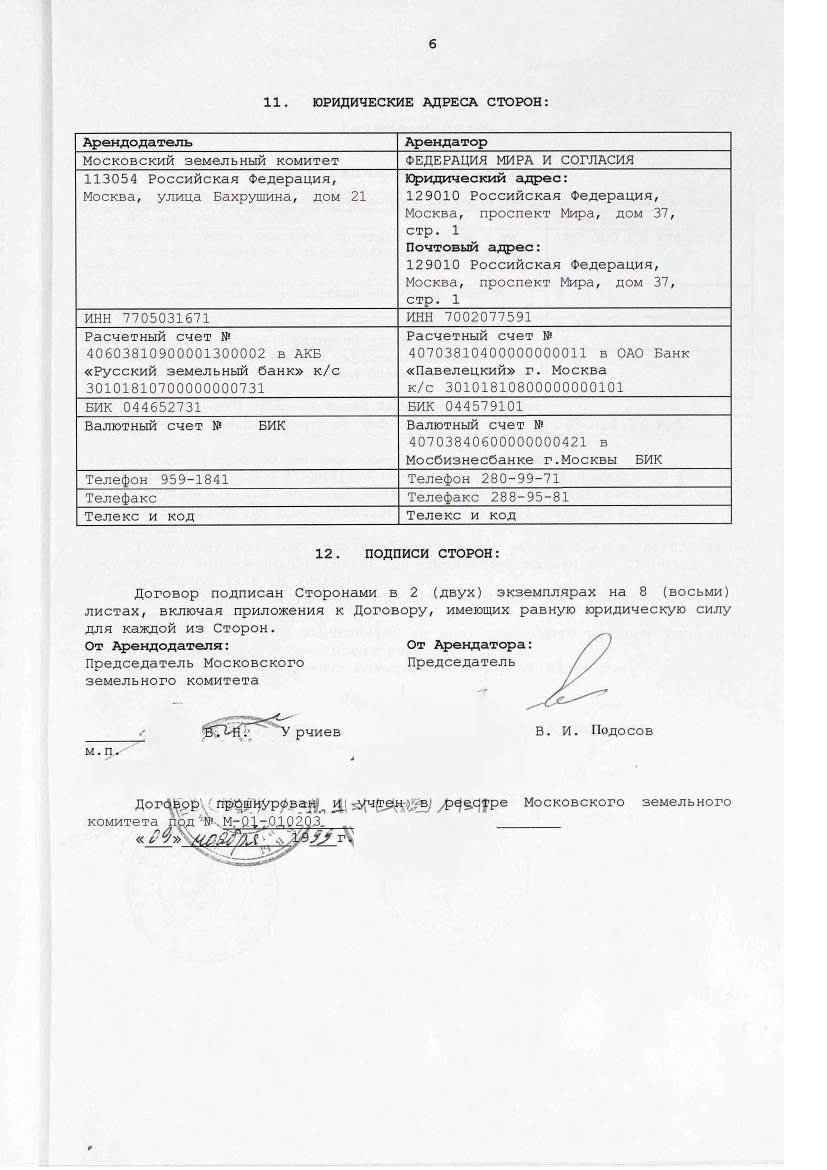 6
11. ЮРИДИЧЕСКИЕ АДРЕСА СТОРОН:
Арендодатель Арендатор
Московский земельный комитет ФЕДЕРАЦИЯ МИРА И СОГЛАСИЯ
113054 Российская Федерация, Юридический адрес:
Москва, улица Бахрушина, дом 21 129010 Российская Федерация,
Москва, проспект Мира, дом 37,
стр. 1
Почтовый адрес:
129010 Российская Федерация,
Москва, проспект Мира, дом 37,
стр. 1
ИНН 7705031671 ИНН 7002077591
Расчетный счет № Расчетный счет №
40603810900001300002 в АКБ 40703810400000000011 в ОАО Банк
«Русский земельный банк» к/с «Павелецкий» г. Москва
30101810700000000731 к/с 30101810800000000101
БИК 044652731 БИК 044579101
Валютный счет № БИК Валютный счет №
40703840600000000421 в
Мосбизнесбанке г.Москвы БИК
Телефон 959-1841 Телефон 280-99-71
Телефакс Телефакс 288-95-81
Телекс и код Телекс и код
12. ПОДПИСИ СТОРОН:
Договор подписан Сторонами в 2 (двух) экземплярах на 8 (восьми)
листах, включая приложения к Договору, имеющих равную юридическую силу
для каждой из Сторон.
От Арендодателя: От Арендатора:
Председатель Московского Председатель
земельного комитета
В. Н. У рчиев В. И. Подосов
м.п.
Договор прошнурован и учтен в реестре Московского земельного
комитета под № М-01-010203
«09» ноября 1999 г.